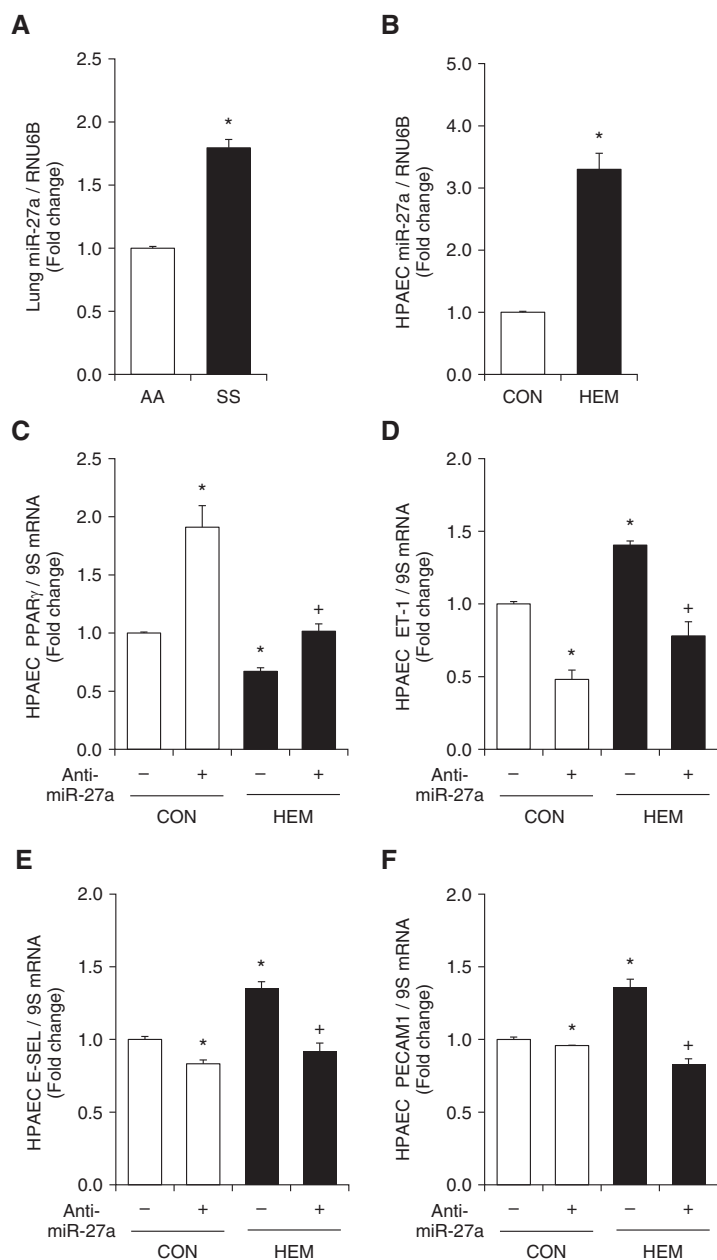 A
Lung miR-27a / RNU6B
(Fold change)
2.5
2.0
1.5
1.0
0.5
0.0
*
AA SS
B
HPAEC miR-27a / RNU6B
(Fold change)
5.0
4.0
3.0
2.0
1.0
0.0
*
CON HEM
C
HPAEC PPARγ / 9S mRNA
(Fold change)
2.5
2.0
1.5
1.0
0.5
0.0
* * +
Anti-
miR-27a
− + − +
CON HEM
D
HPAEC ET-1 / 9S mRNA
(Fold change)
2.0
1.5
1.0
0.5
0.0
* * +
Anti-
miR-27a
− + − +
CON HEM
E
HPAEC E-SEL / 9S mRNA
(Fold change)
2.0
1.5
1.0
0.5
0.0
* * +
Anti-
miR-27a
− + − +
CON HEM
F
HPAEC PECAM1 / 9S mRNA
(Fold change)
2.0
1.5
1.0
0.5
0.0
* * +
Anti-
miR-27a
− + − +
CON HEM